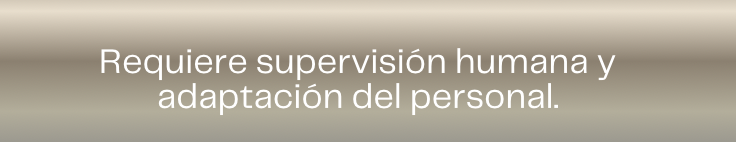 Requiere supervisión humana y
adaptación del personal.